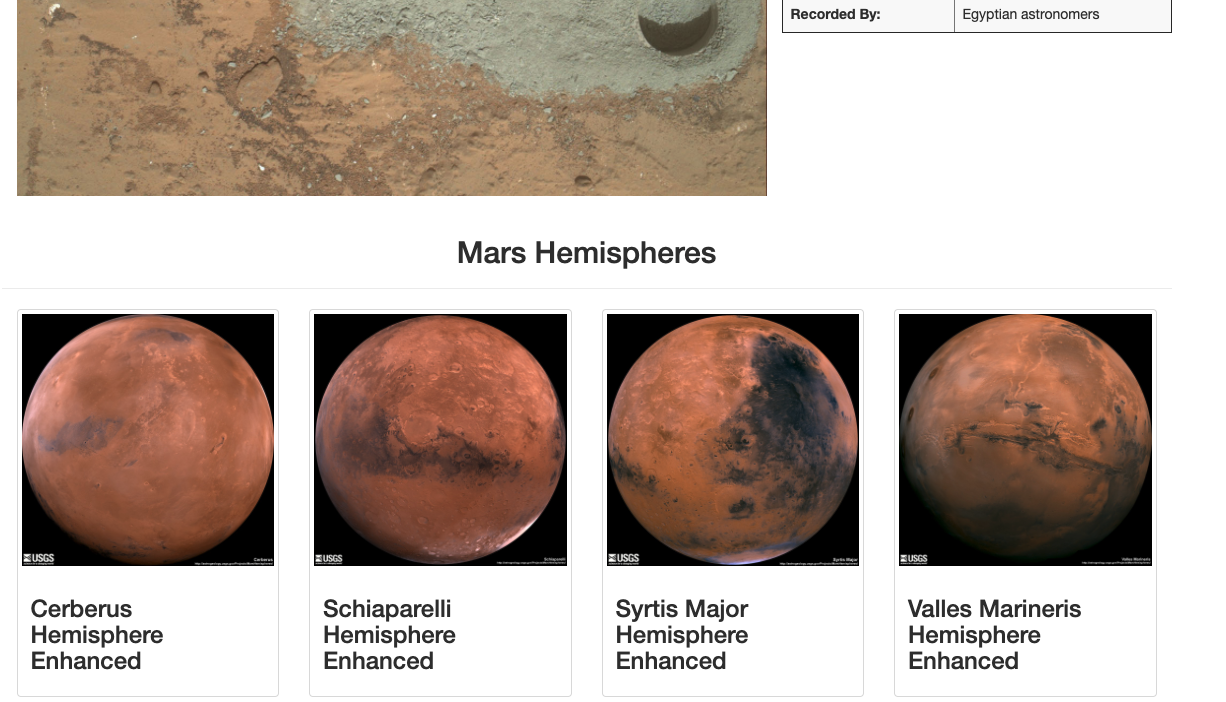 Recorded By: Egyptian astronomers
Mars Hemispheres
USGS
Cerberus
USGS
Schiaparelli
USGS
Syrtis Major
USGS
Valles Marineris
Cerberus
Hemisphere
Enhanced
Schiaparelli
Hemisphere
Enhanced
Syrtis Major
Hemisphere
Enhanced
Valles Marineris
Hemisphere
Enhanced